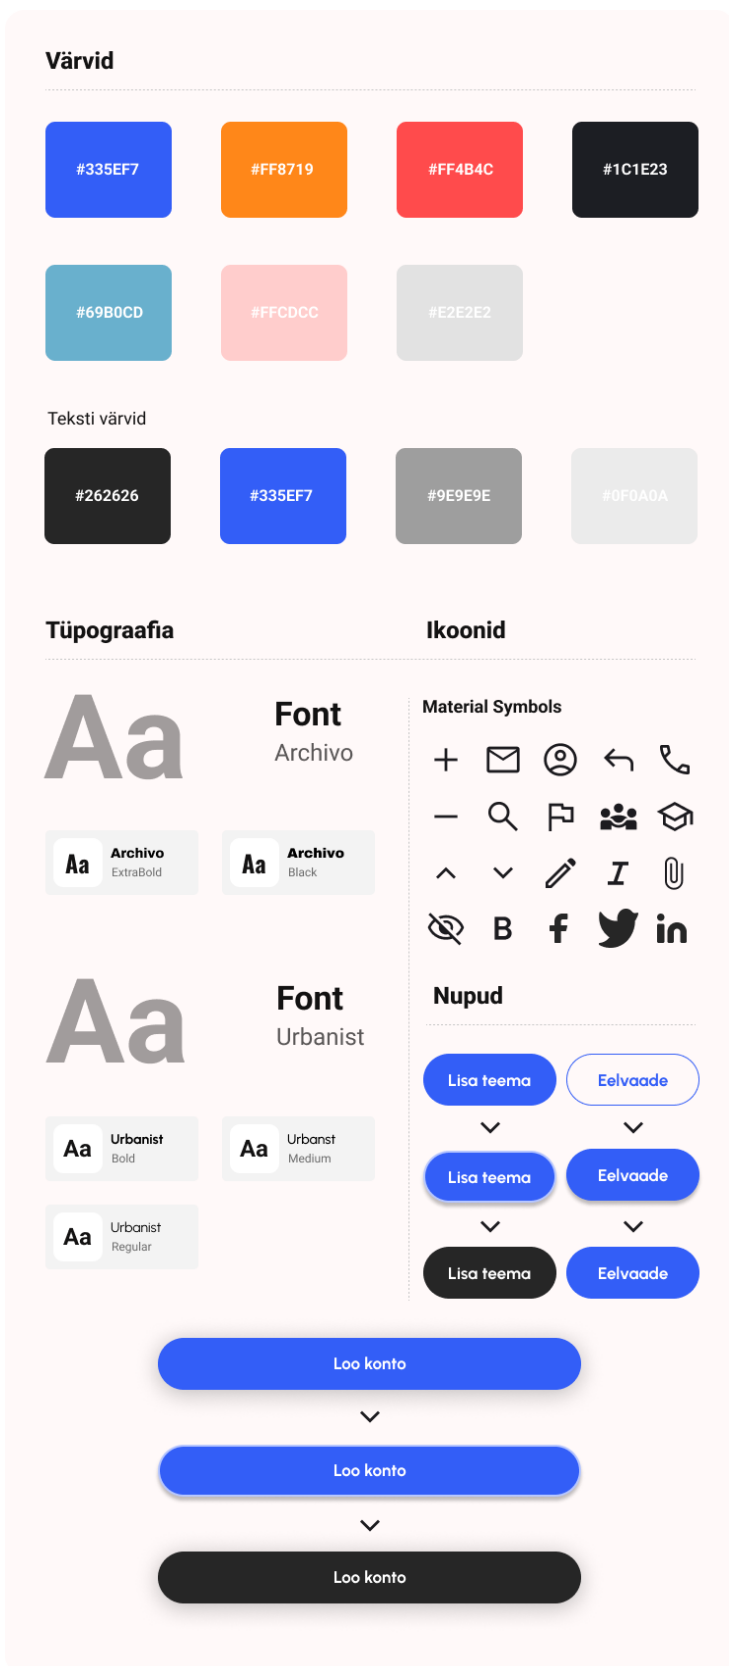 Värvid
#335EF7
#FF8719
#FF4B4C
#1C1E23
#69B0CD
#FFCDCC
#E2E2E2
Teksti värvid
#262626
#335EF7
#9E9E9E
#0F0A0A
Tüpograafia
Aa
Font
Archivo
Aa
Archivo
ExtraBold
Aa
Archivo
Black
Aa
Font
Urbanist
Aa
Urbanist
Bold
Aa
Urbanst
Medium
Aa
Urbanist
Regular
Ikoonid
Material Symbols
I
B
f
in
Nupud
Lisa teema
Eelvaade
Lisa teema
Eelvaade
Lisa teema
Eelvaade
Loo konto
Loo konto
Loo konto